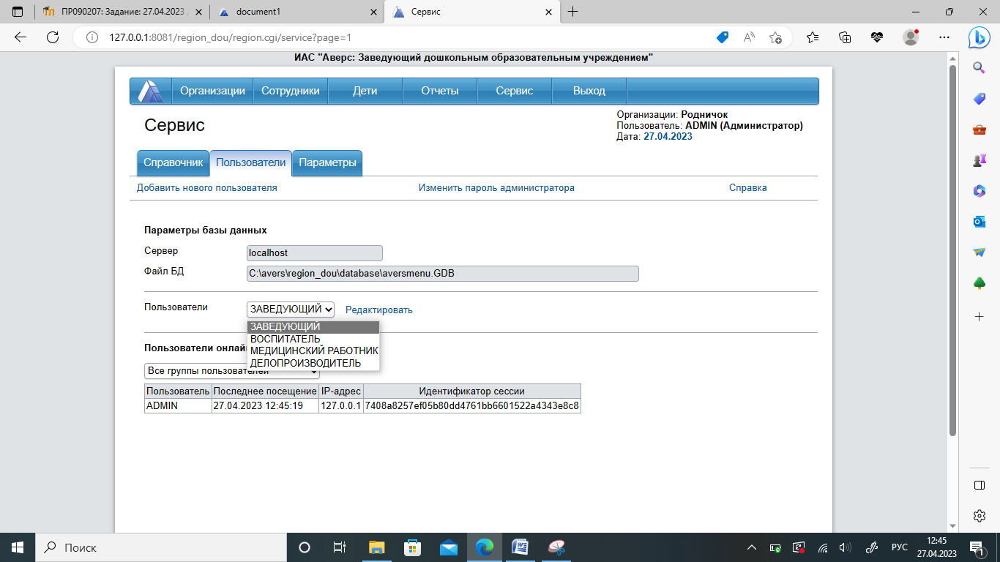 ПР090207: Задание: 27.04.2023
document1
Сервис
127.0.0.1:8081/region_dou/region.cgi/service?page=1
ИАС "Аверс: Заведующий дошкольным образовательным учреждением"
Организации Сотрудники Дети Отчеты Сервис Выход
Сервис
Организации: Родничок
Пользователь: ADMIN (Администратор)
Дата: 27.04.2023
Справочник Пользователи Параметры
Добавить нового пользователя Изменить пароль администратора Справка
Параметры базы данных
Сервер localhost
Файл БД C:\avers\region_dou\database\aversmenu.GDB
Пользователи ЗАВЕДУЮЩИЙ Редактировать
ЗАВЕДУЮЩИЙ
ВОСПИТАТЕЛЬ
МЕДИЦИНСКИЙ РАБОТНИК
ДЕЛОПРОИЗВОДИТЕЛЬ
Пользователи онлай
Все группы пользователей
Пользователь Последнее посещение IP-адрес Идентификатор сессии
ADMIN 27.04.2023 12:45:19 127.0.0.1 7408a8257ef05b80dd4761bb6601522a4343e8c8
Поиск
РУС
12:45
27.04.2023
1